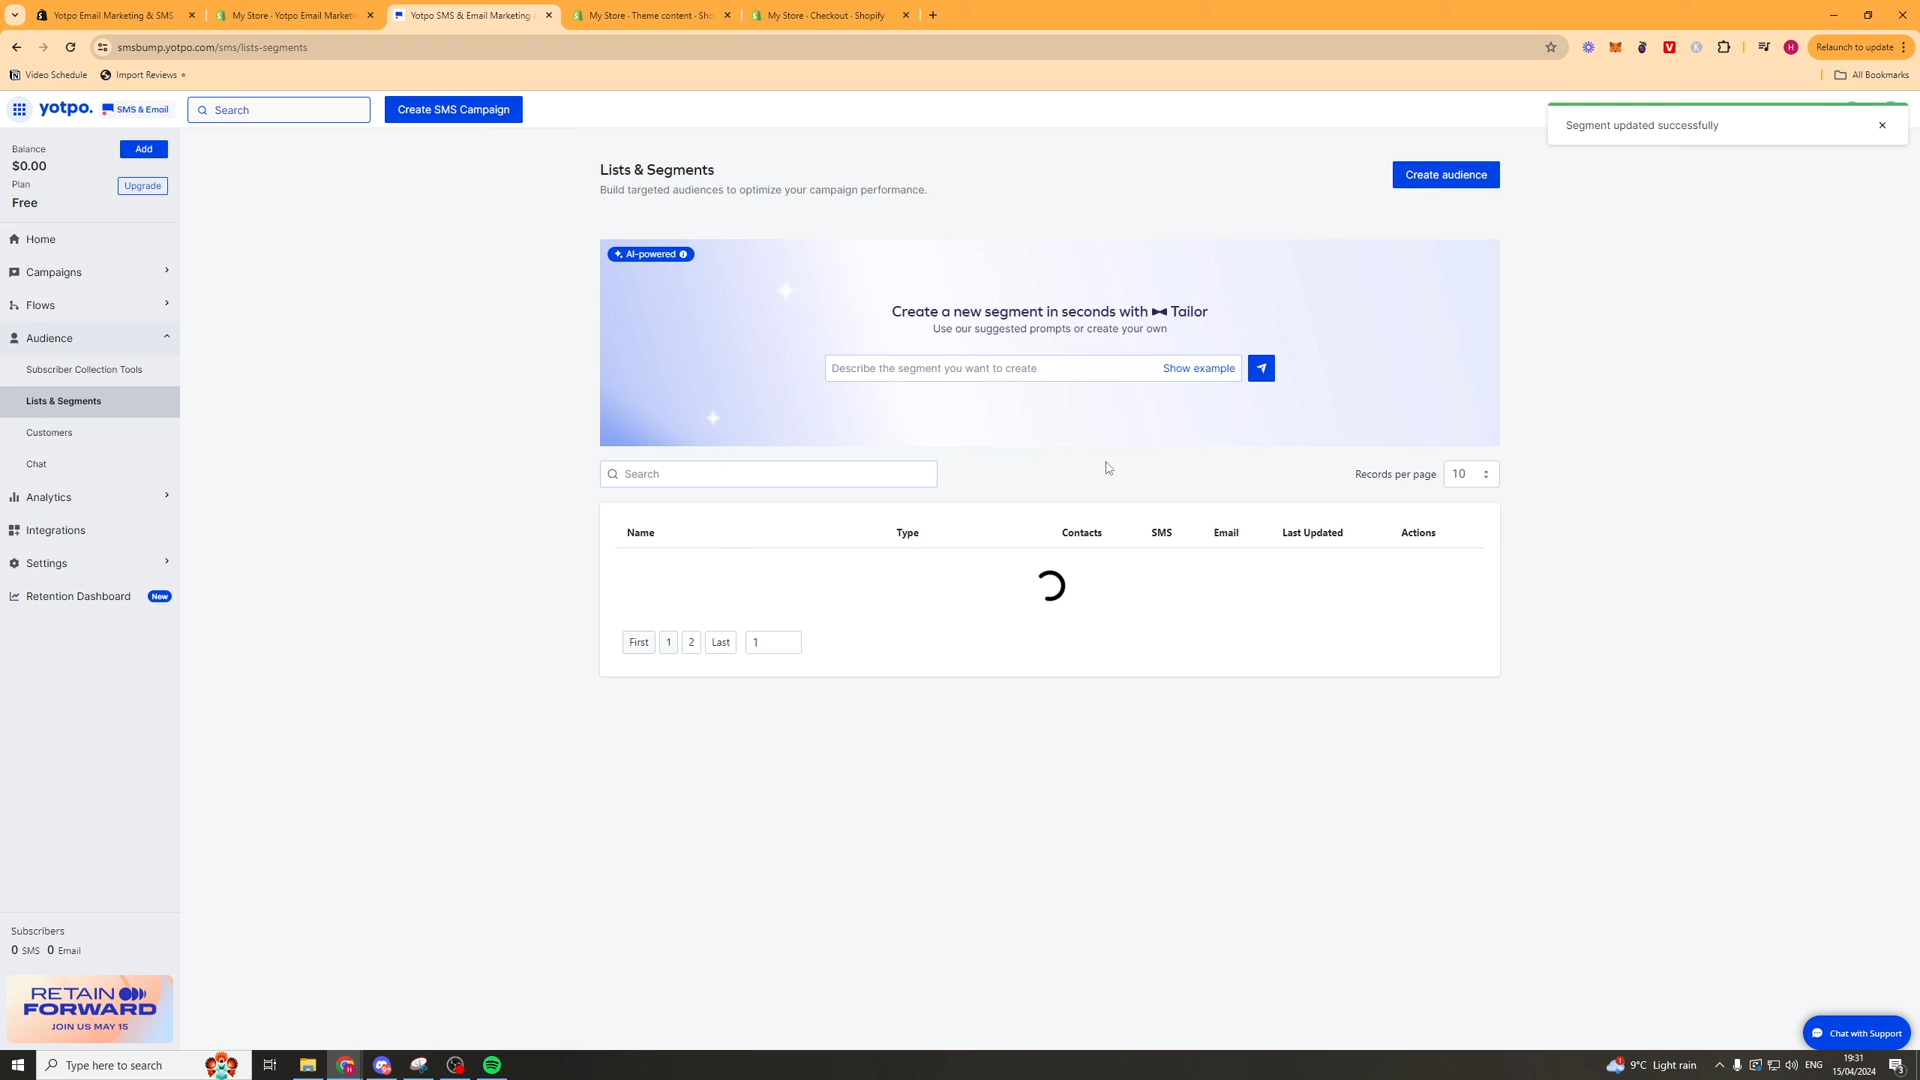 Yotpo Email Marketing & SMS
My Store · Yotpo Email Marketi
Yotpo SMS & Email Marketing
My Store · Theme content · Sho
My Store · Checkout · Shopify
smsbump.yotpo.com/sms/lists-segments
Relaunch to update
Video Schedule
Import Reviews
All Bookmarks
yotpo.
SMS & Email
Search
Create SMS Campaign
Segment updated successfully
Balance
Add
$0.00
Plan
Upgrade
Free
Home
Campaigns
Flows
Audience
Subscriber Collection Tools
Lists & Segments
Customers
Chat
Analytics
Integrations
Settings
Retention Dashboard
New
Lists & Segments
Create audience
Build targeted audiences to optimize your campaign performance.
AI-powered
Create a new segment in seconds with Tailor
Use our suggested prompts or create your own
Describe the segment you want to create
Show example
Search
Records per page
10
Name Type Contacts SMS Email Last Updated Actions
First 1 2 Last 1
Subscribers
0 SMS 0 Email
RETAIN
FORWARD
JOIN US MAY 15
Chat with Support
Type here to search
9°C Light rain
ENG
19:31
15/04/2024